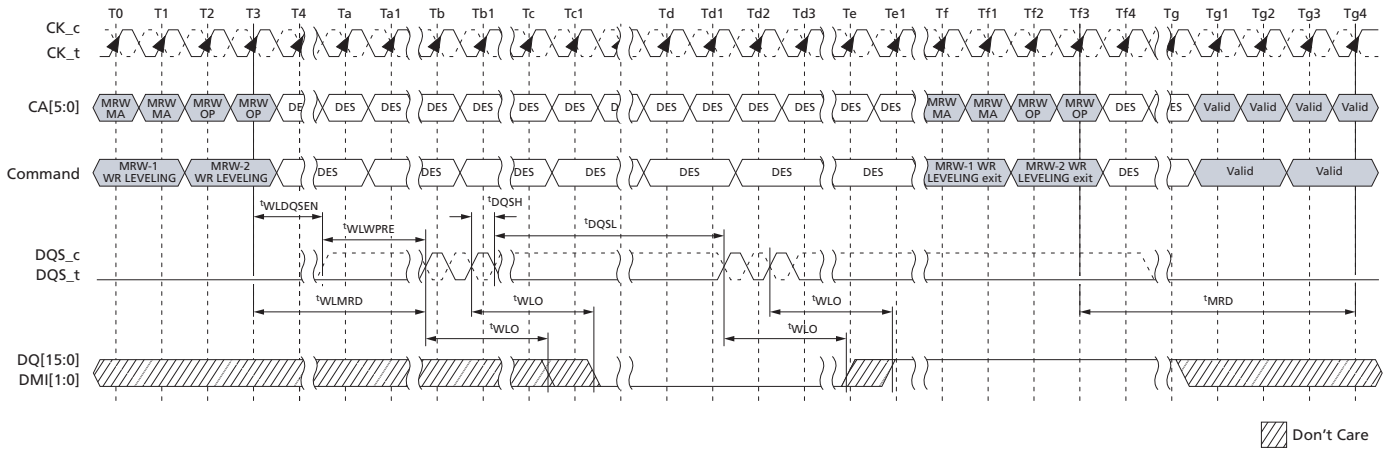 T0 T1 T2 T3 T4 Ta Ta1 Tb Tb1 Tc Tc1 Td Td1 Td2 Td3 Te Te1 Tf Tf1 Tf2 Tf3 Tf4 Tg Tg1 Tg2 Tg3 Tg4
CK_c
CK_t
CA[5:0]
MRW MRW MRW MRW DES DES DES DES DES DES DES DES DES DES DES DES DES MRW MRW MRW MRW DES DES Valid Valid Valid Valid
MA MA OP OP MA MA OP OP
Command
MRW-1 MRW-2 DES DES DES DES DES DES DES DES DES MRW-1 WR MRW-2 WR DES Valid Valid
WR LEVELING WR LEVELING LEVELING exit LEVELING exit
tWLDQSEN tDQSH
tWLWPRE tDQSL
DQS_c
DQS_t
tWLMRD tWLO tWLO tMRD
tWLO tWLO
DQ[15:0]
DMI[1:0]
Don't Care